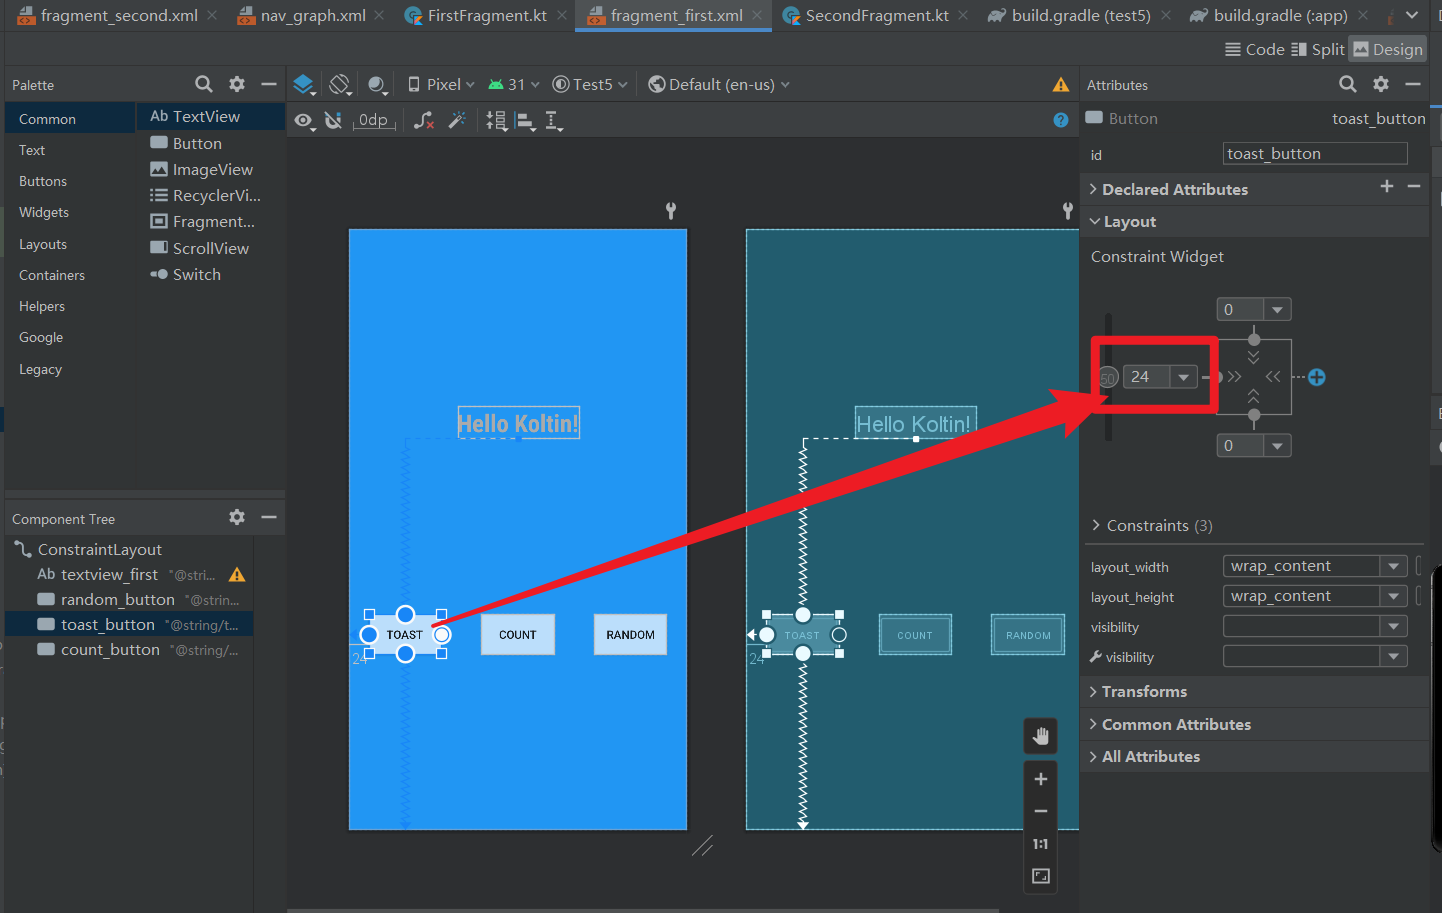 fragment_second.xml
nav_graph.xml
FirstFragment.kt
fragment_first.xml
SecondFragment.kt
build.gradle (test5)
build.gradle (:app)
Code
Split
Design
Palette
Pixel
31
Test5
Default (en-us)
Attributes
Common
Text
Buttons
Widgets
Layouts
Containers
Helpers
Google
Legacy
Ab TextView
Button
ImageView
RecyclerVi...
Fragment...
ScrollView
Switch
0dp
Button
toast_button
id
toast_button
Declared Attributes
Layout
Constraint Widget
0
50
24
0
Hello Koltin!
Hello Koltin!
Component Tree
ConstraintLayout
Ab textview_first "@stri...
random_button "@strin...
toast_button "@string/t...
count_button "@string/...
TOAST
COUNT
RANDOM
24
TOAST
COUNT
RANDOM
24
1:1
Constraints (3)
layout_width
wrap_content
layout_height
wrap_content
visibility
visibility
Transforms
Common Attributes
All Attributes